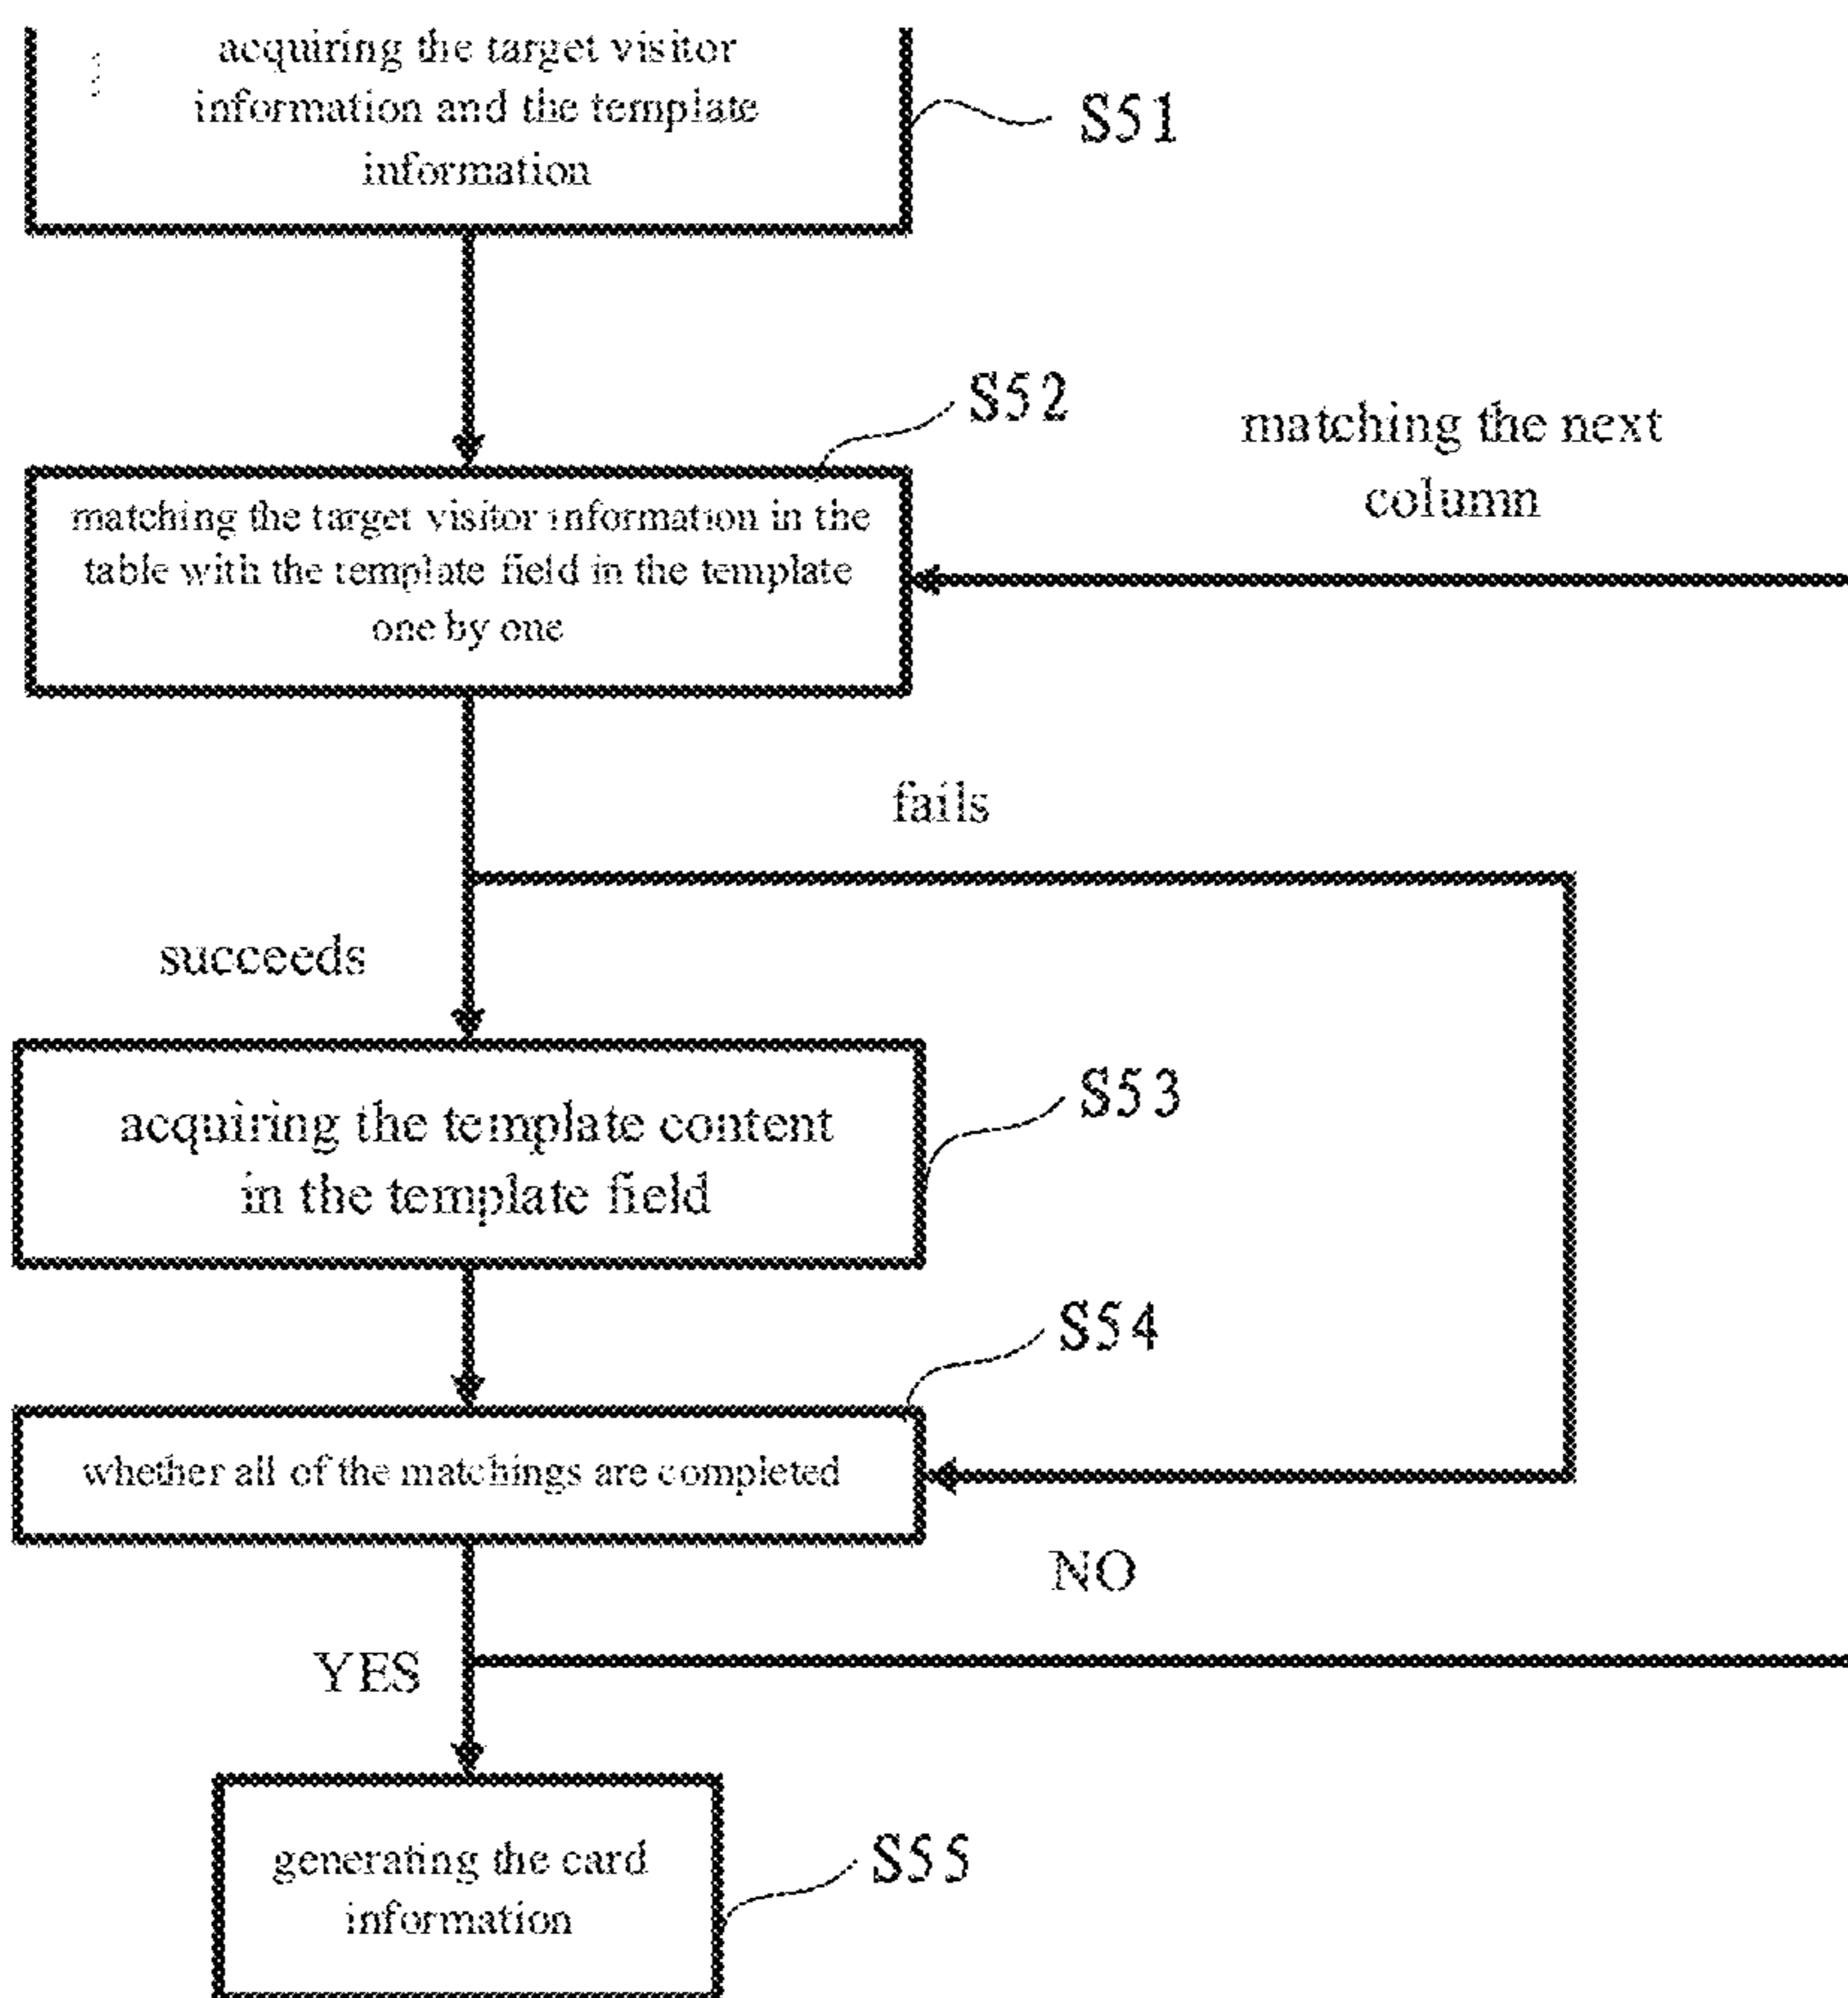 acquiring the target visitor
information and the template
information
S51
S52
matching the next
column
matching the target visitor information in the
table with the template field in the template
one by one
fails
succeeds
S53
acquiring the template content
in the template field
S54
whether all of the matchings are completed
NO
YES
generating the card
information
S55